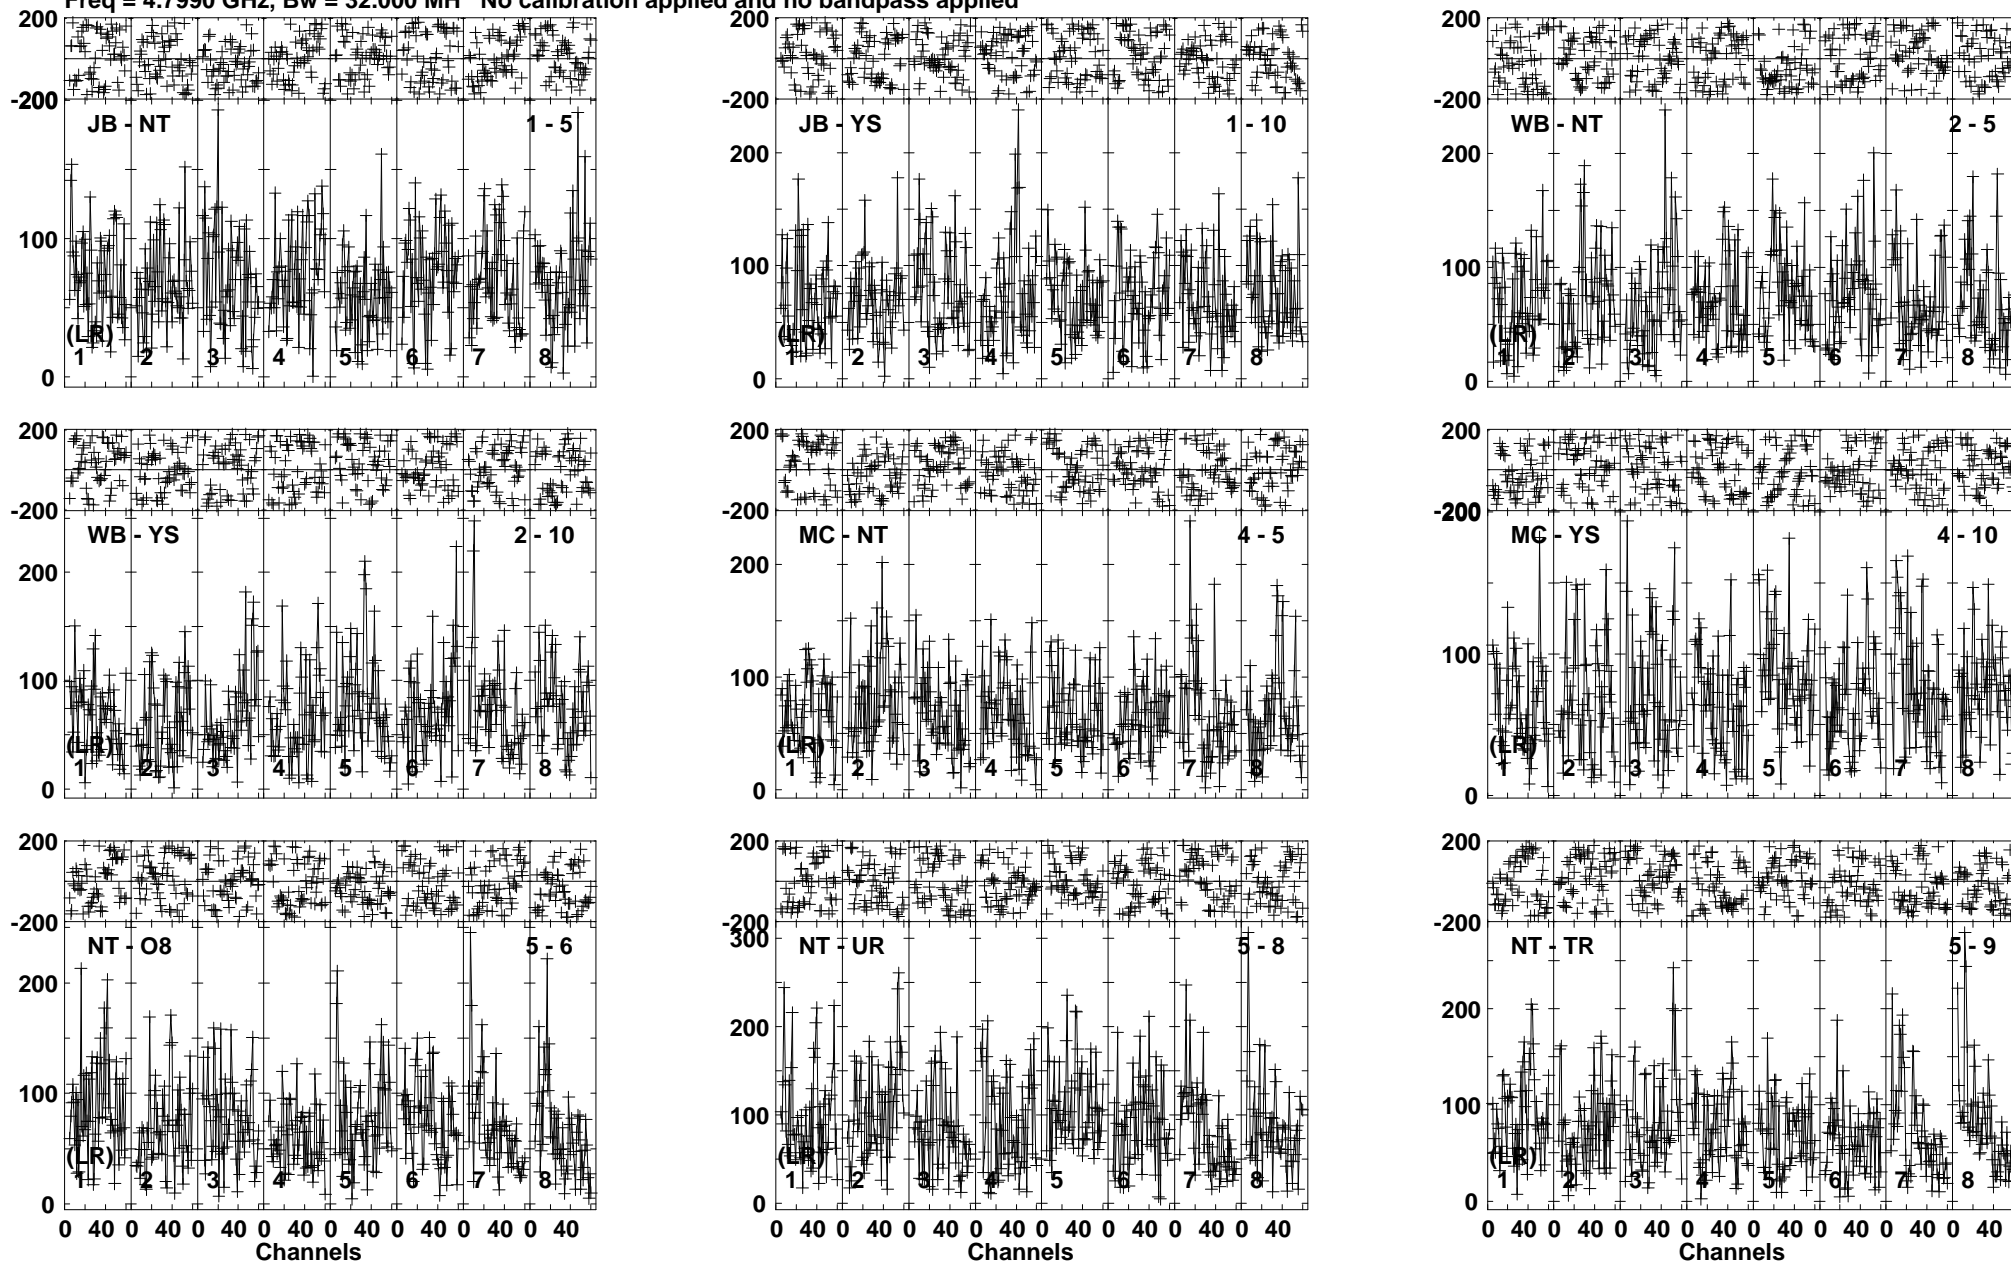 Freq = 4.7990 GHz, Bw = 32.000 MH No calibration applied and no bandpass applied
200 200 200
-200 -200 -200
JB - NT 1 - 5 JB - YS 1 - 10 WB - NT 2 - 5
200 200
100 100 100
(LR) (LR) (LR)
1 2 3 4 5 6 7 8 1 2 3 4 5 6 7 8 1 2 3 4 5 6 7 8
0 0 0
200 200 200
-200 -200 -200
200
WB - YS 2 - 10 MC - NT 4 - 5 MC - YS 4 - 10
200 200
100 100 100
(LR) (LR) (LR)
1 2 3 4 5 6 7 8 1 2 3 4 5 6 7 8 1 2 3 4 5 6 7 8
0 0 0
200 200 200
-200 -200 -200
300
NT - O8 5 - 6 NT - UR 5 - 8 NT - TR 5 - 9
200 200 200
100 100 100
(LR) (LR) (LR)
1 2 3 4 5 6 7 8 1 2 3 4 5 6 7 8 1 2 3 4 5 6 7 8
0 0 0
0 40 0 40 0 40 0 40 0 40 0 40 0 40 0 40 0 40 0 40 0 40 0 40 0 40 0 40 0 40 0 40 0 40 0 40 0 40 0 40 0 40 0 40 0 40 0 40
Channels Channels Channels